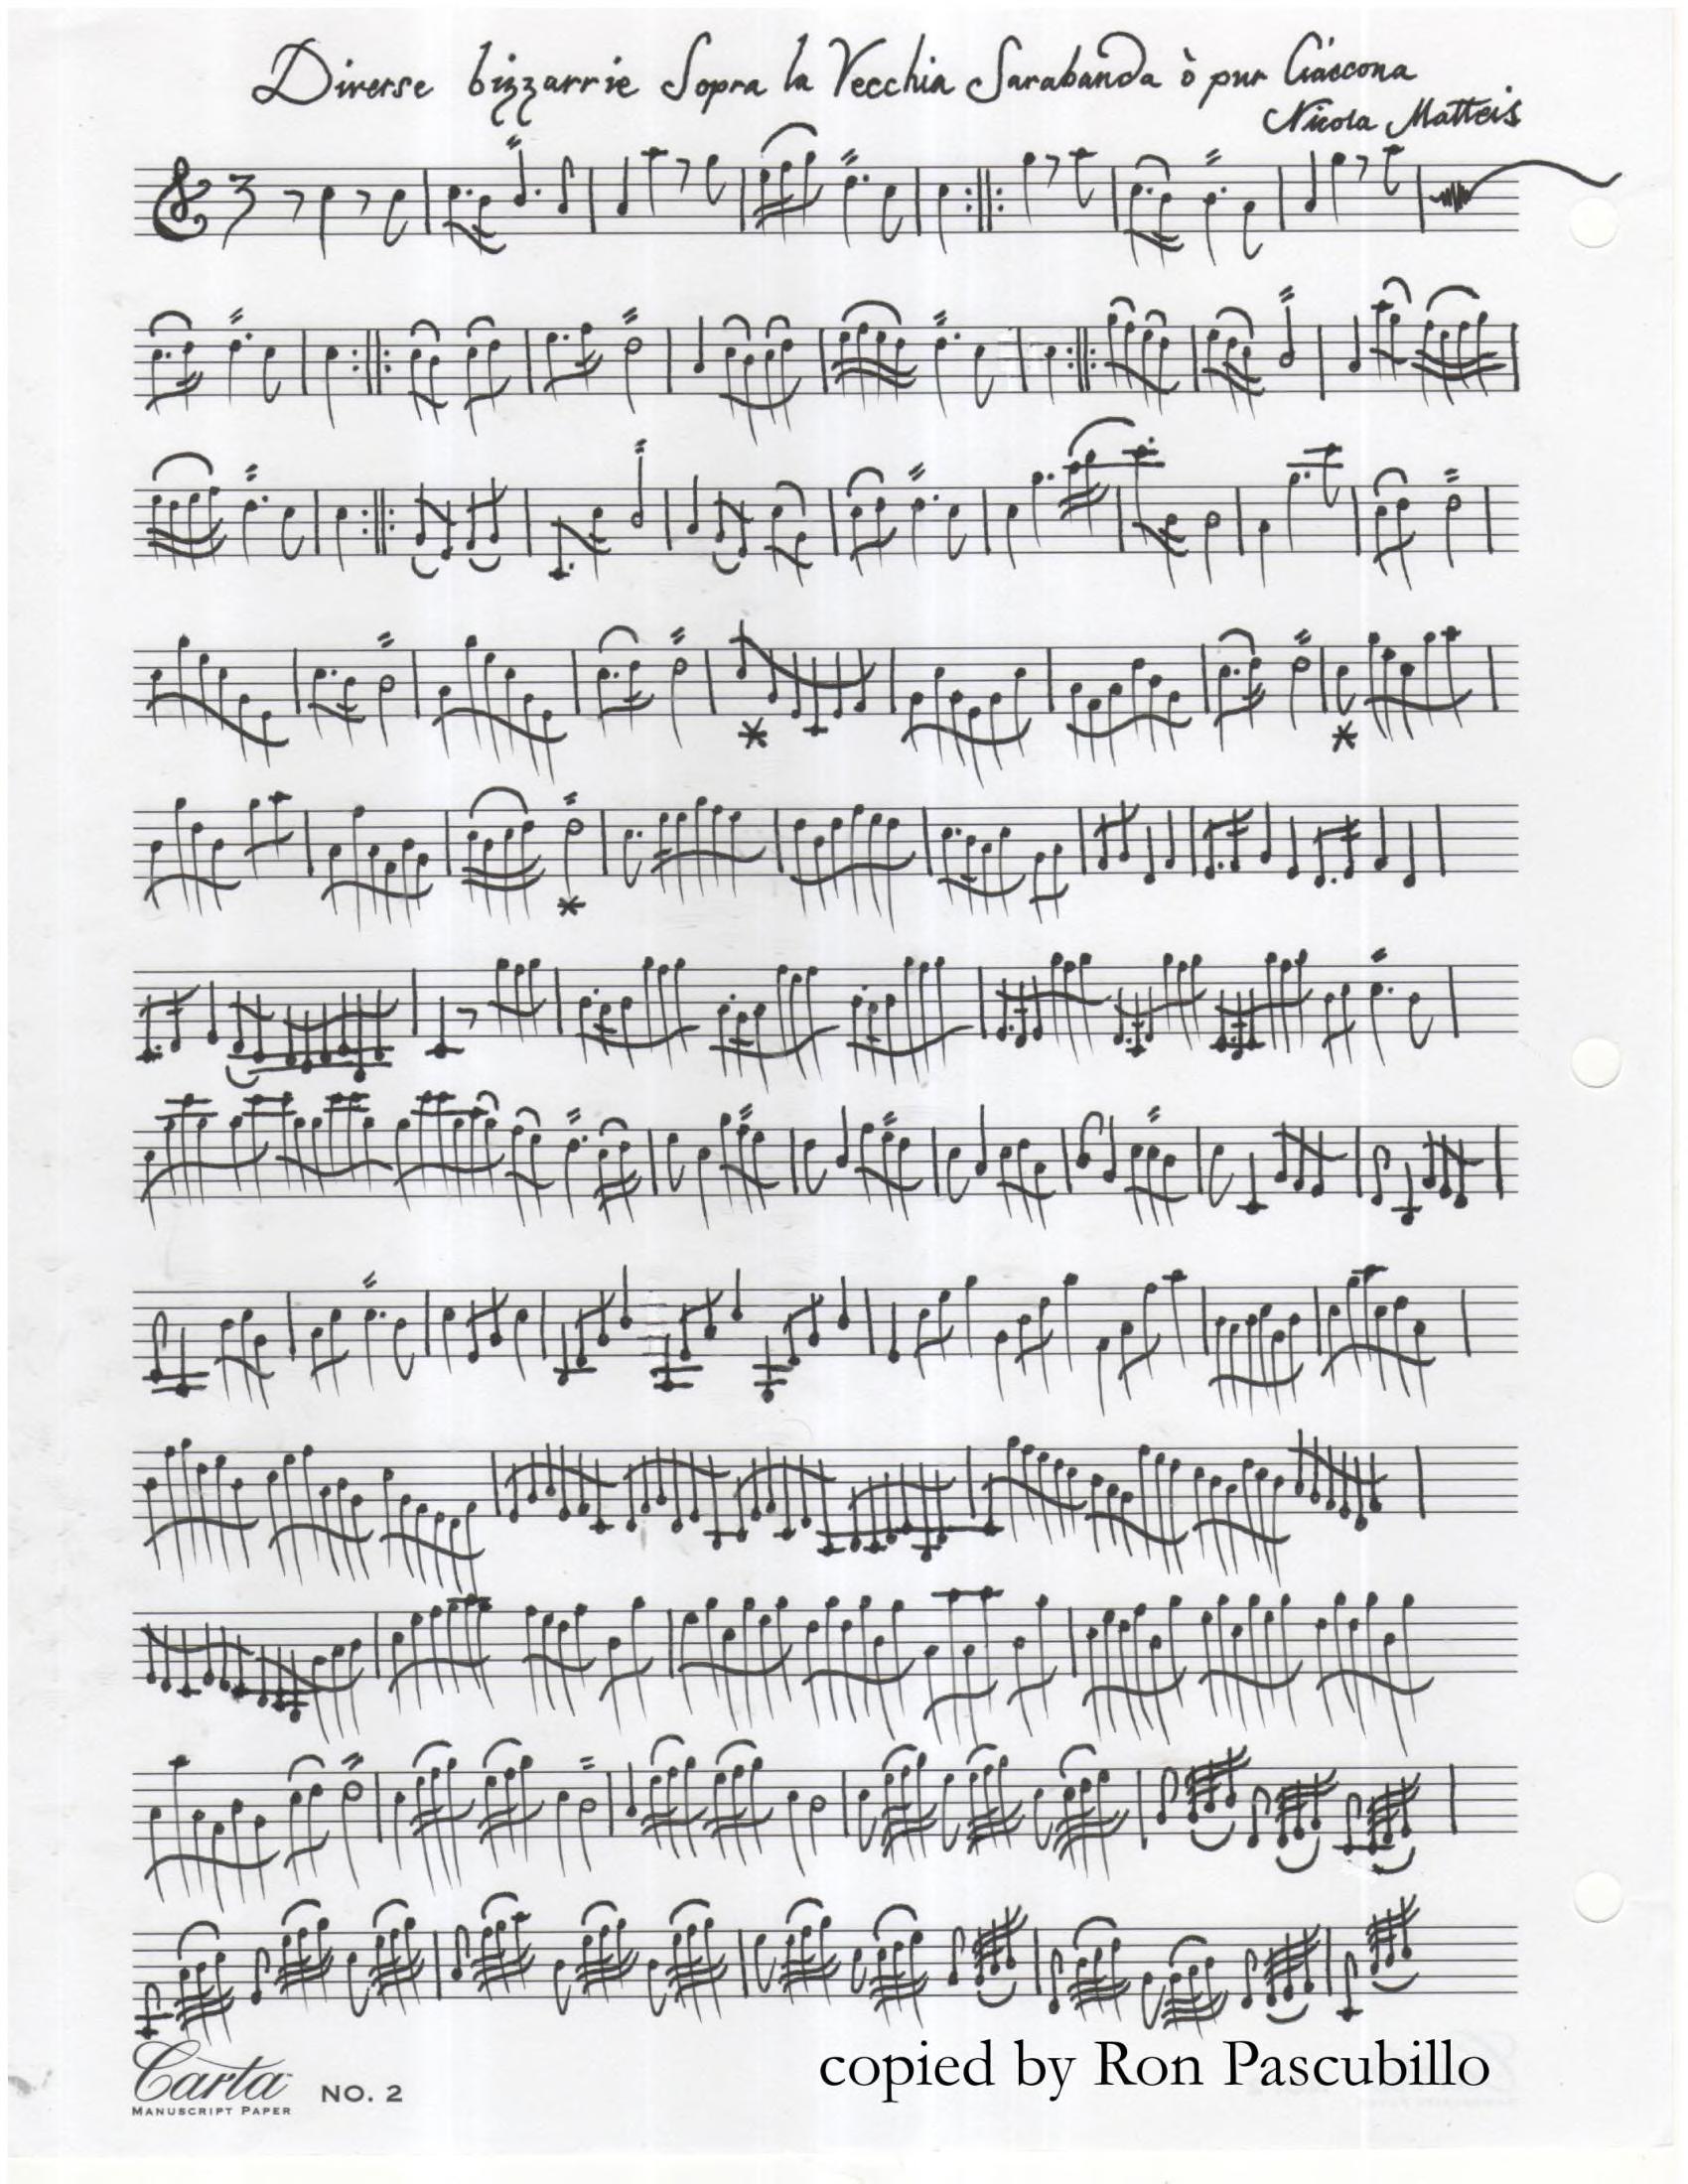 Diverse bizzarrie Sopra la Vecchia Sarabanda ò pur Ciaccona
Nicola Matteis
3
copied by Ron Pascubillo
Carta
MANUSCRIPT PAPER
NO. 2